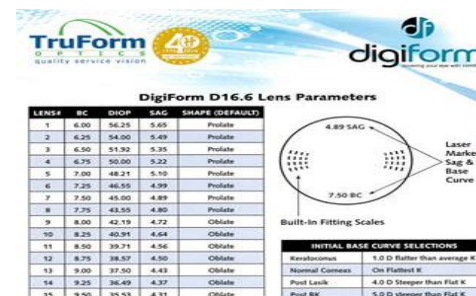 TruForm
OPTICS
quality service vision
40
digiform
DigiForm D16.6 Lens Parameters
LENS# BC DIOP SAG SHAPE (DEFAULT)
1 6.00 56.25 5.65 Prolate
2 6.25 54.00 5.49 Prolate
3 6.50 51.92 5.35 Prolate
4 6.75 50.00 5.22 Prolate
5 7.00 48.21 5.10 Prolate
6 7.25 46.55 4.99 Prolate
7 7.50 45.00 4.89 Prolate
8 7.75 43.55 4.80 Prolate
9 8.00 42.19 4.72 Oblate
10 8.25 40.91 4.64 Oblate
11 8.50 39.71 4.56 Oblate
12 8.75 38.57 4.50 Oblate
13 9.00 37.50 4.43 Oblate
14 9.25 36.49 4.37 Oblate
15 9.50 35.53 4.31 Oblate
4.89 SAG
7.50 BC
Laser
Marke
Sag &
Base
Curve
Built-In Fitting Scales
INITIAL BASE CURVE SELECTIONS
Keratoconus 1.0 D flatter than average K
Normal Corneas On Flattest K
Post Lasik 4.0 D Steeper than Flat K
Post RK 5.0 D steeper than Flat K